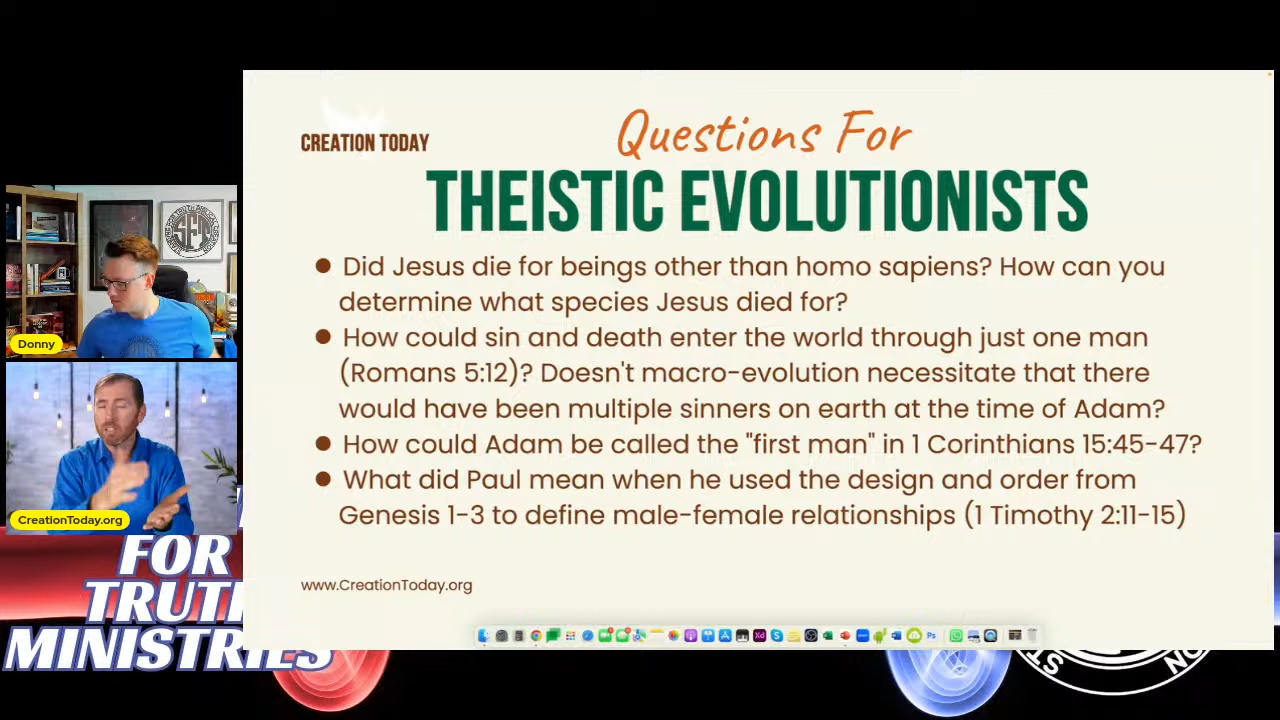 CREATION TODAY
Questions For
THEISTIC EVOLUTIONISTS
● Did Jesus die for beings other than homo sapiens? How can you
determine what species Jesus died for?
● How could sin and death enter the world through just one man
(Romans 5:12)? Doesn't macro-evolution necessitate that there
would have been multiple sinners on earth at the time of Adam?
● How could Adam be called the "first man" in 1 Corinthians 15:45-47?
● What did Paul mean when he used the design and order from
Genesis 1-3 to define male-female relationships (1 Timothy 2:11-15)
www.CreationToday.org
SFT
Donny
CreationToday.org
FOR
TRUTH
MINISTRIES